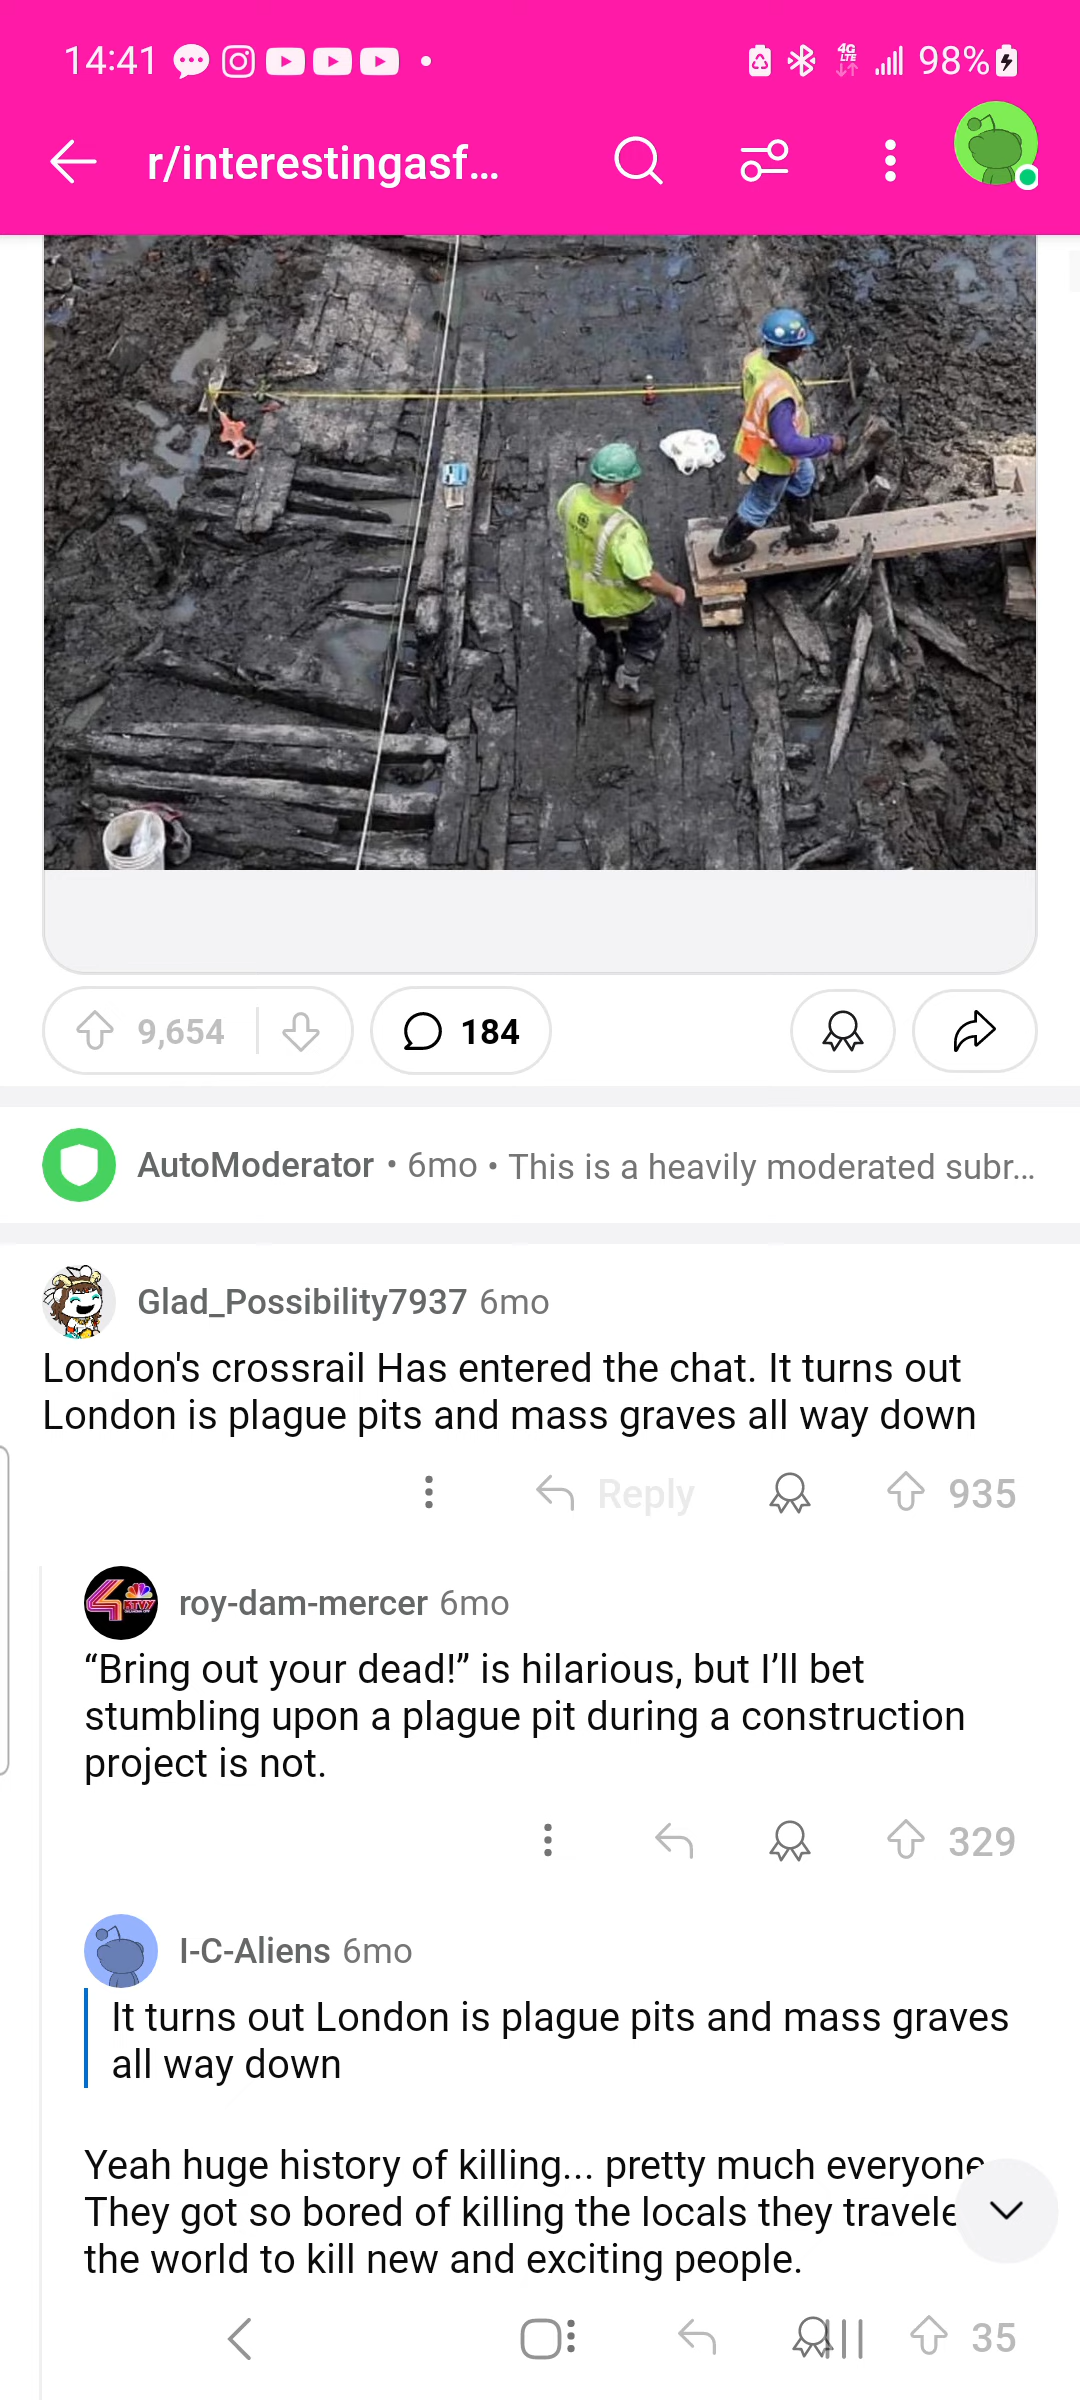 14:41
4G
LTE
98%
r/interestingasf...
9,654
184
AutoModerator • 6mo • This is a heavily moderated subr...
Glad_Possibility7937 6mo
London's crossrail Has entered the chat. It turns out
London is plague pits and mass graves all way down
Reply
935
4 KTVY
roy-dam-mercer 6mo
“Bring out your dead!” is hilarious, but I’ll bet
stumbling upon a plague pit during a construction
project is not.
329
I-C-Aliens 6mo
It turns out London is plague pits and mass graves
all way down
Yeah huge history of killing... pretty much everyone
They got so bored of killing the locals they travele
the world to kill new and exciting people.
35